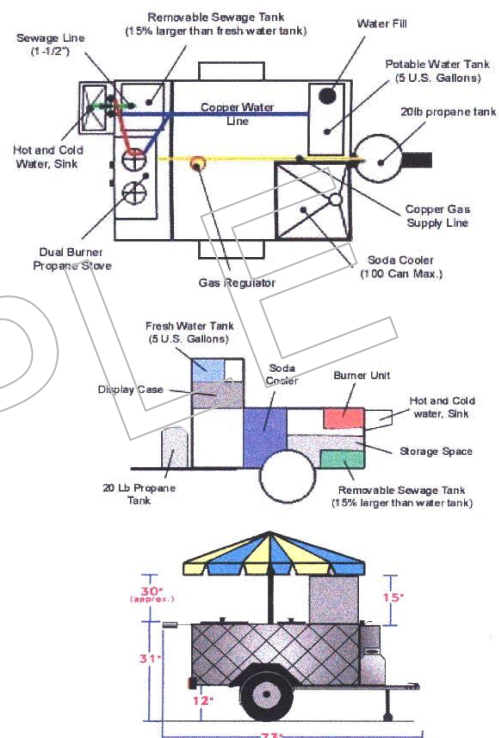 Removable Sewage Tank
(15% larger than fresh water tank)
Water Fill
Sewage Line
(1-1/2")
Potable Water Tank
(5 U.S. Gallons)
Copper Water
Line
20lb propane tank
Hot and Cold
Water, Sink
Dual Burner
Propane Stove
Gas Regulator
Copper Gas
Supply Line
Soda Cooler
(100 Can Max.)
PLE
Fresh Water Tank
(5 U.S. Gallons)
Soda
Cooler
Burner Unit
Display Case
Hot and Cold
water, Sink
Storage Space
20 Lb Propane
Tank
Removable Sewage Tank
(15% larger than water tank)
30"
(approx.)
15"
31"
12"
73"